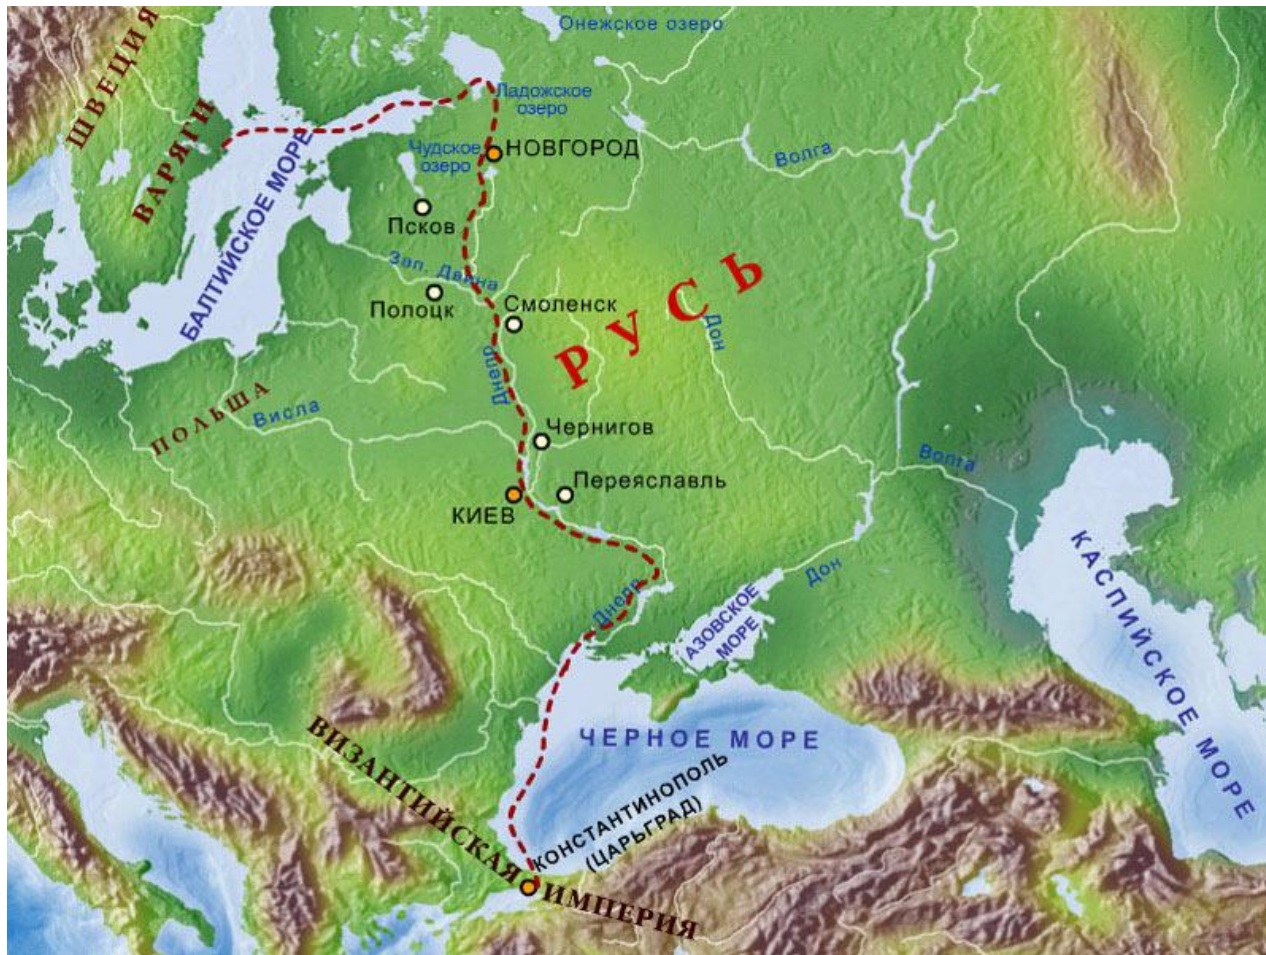 Онежское озеро
ШВЕЦИЯ
ВАРЯГИ
Ладожское
озеро
НОВГОРОД
Чудское
озеро
Волга
БАЛТИЙСКОЕ МОРЕ
Псков
Зап. Двина
Полоцк
Смоленск
РУСЬ
Дон
Днепр
ПОЛЬША
Висла
Чернигов
Волга
Переяславль
КИЕВ
Дон
Днепр
АЗОВСКОЕ
МОРЕ
КАСПИЙСКОЕ МОРЕ
ЧЕРНОЕ МОРЕ
КОНСТАНТИНОПОЛЬ
(ЦАРЬГРАД)
ВИЗАНТИЙСКАЯ ИМПЕРИЯ